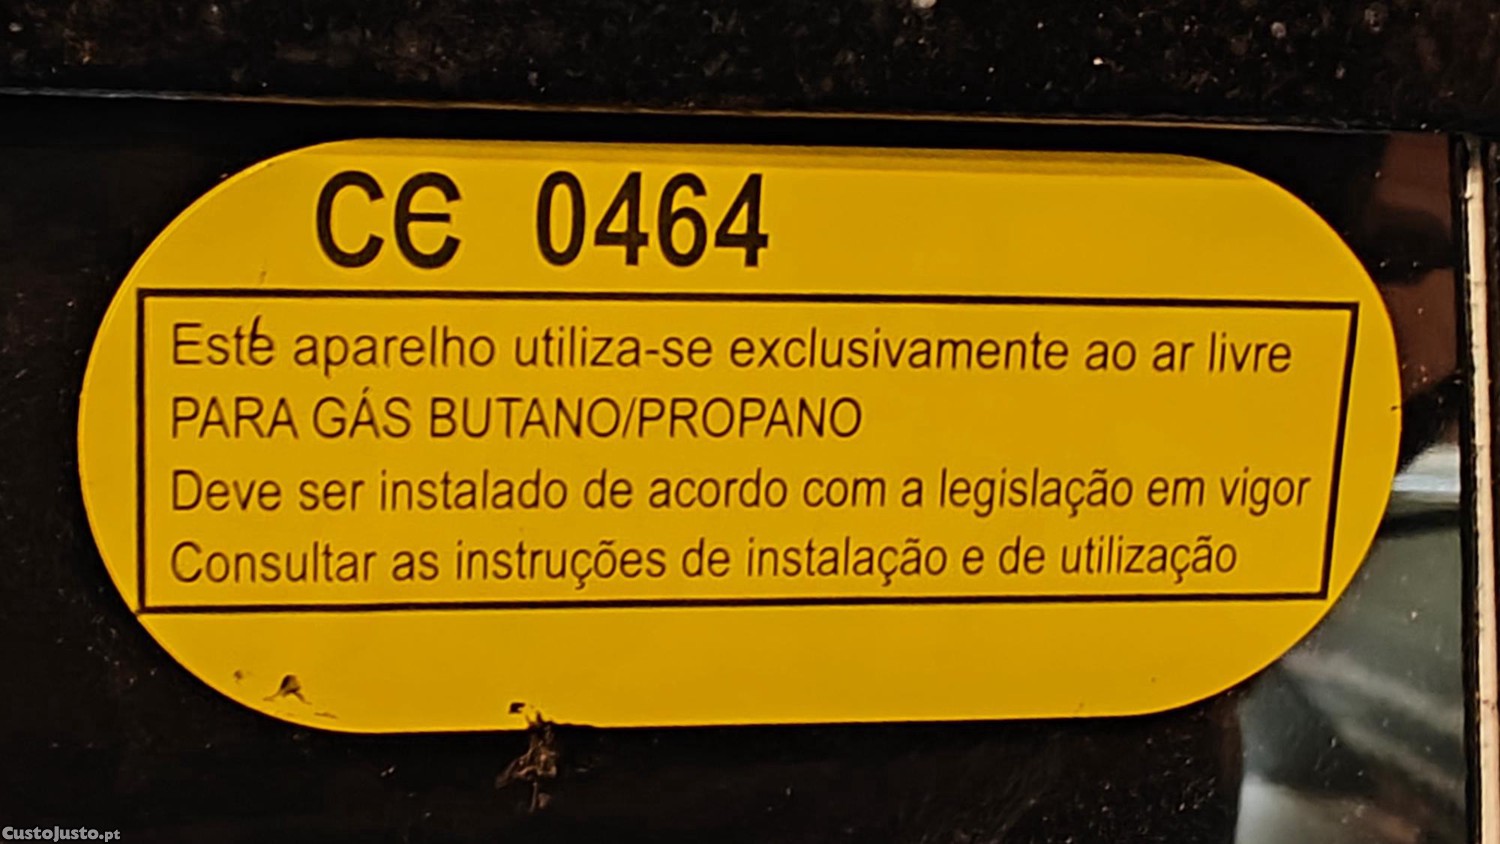 CE 0464
Este aparelho utiliza-se exclusivamente ao ar livre
PARA GÁS BUTANO/PROPANO
Deve ser instalado de acordo com a legislação em vigor
Consultar as instruções de instalação e de utilização
CustoJusto.pt